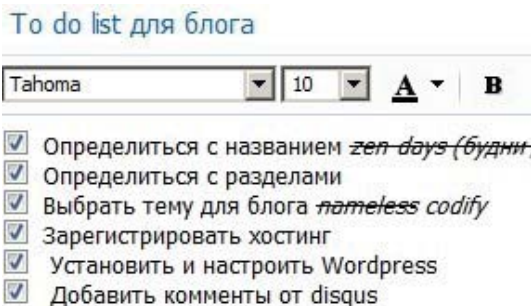 To do list для блога
Tahoma 10 A B
Определиться с названием zen days (будни
Определиться с разделами
Выбрать тему для блога nameless codify
Зарегистрировать хостинг
Установить и настроить Wordpress
Добавить комменты от disqus